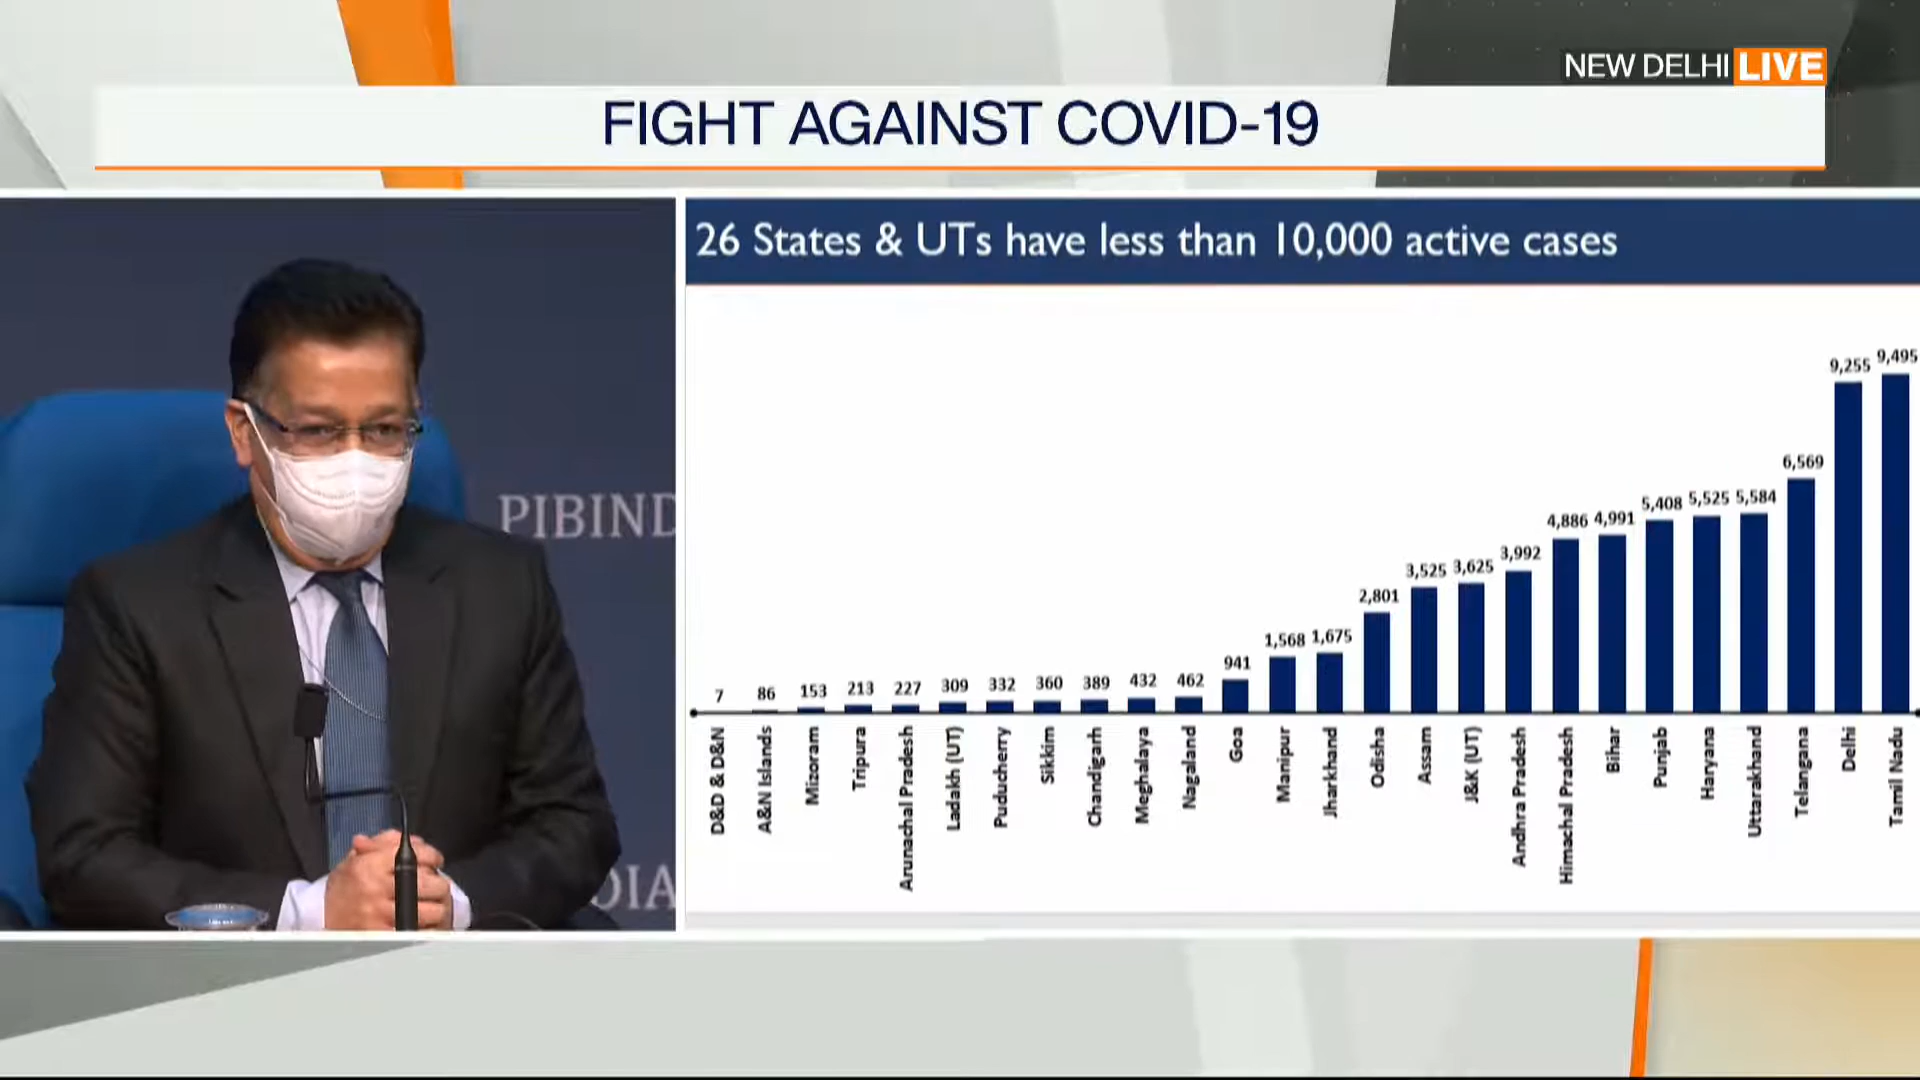 NEW DELHI LIVE
FIGHT AGAINST COVID-19
PIBIND
DIA
26 States & UTs have less than 10,000 active cases
7
86
153
213
227
309
332
360
389
432
462
941
1,568
1,675
2,801
3,525
3,625
3,992
4,886
4,991
5,408
5,525
5,584
6,569
9,255
9,495
D&D & D&N
A&N Islands
Mizoram
Tripura
Arunachal Pradesh
Ladakh (UT)
Puducherry
Sikkim
Chandigarh
Meghalaya
Nagaland
Goa
Manipur
Jharkhand
Odisha
Assam
J&K (UT)
Andhra Pradesh
Himachal Pradesh
Bihar
Punjab
Haryana
Uttarakhand
Telangana
Delhi
Tamil Nadu